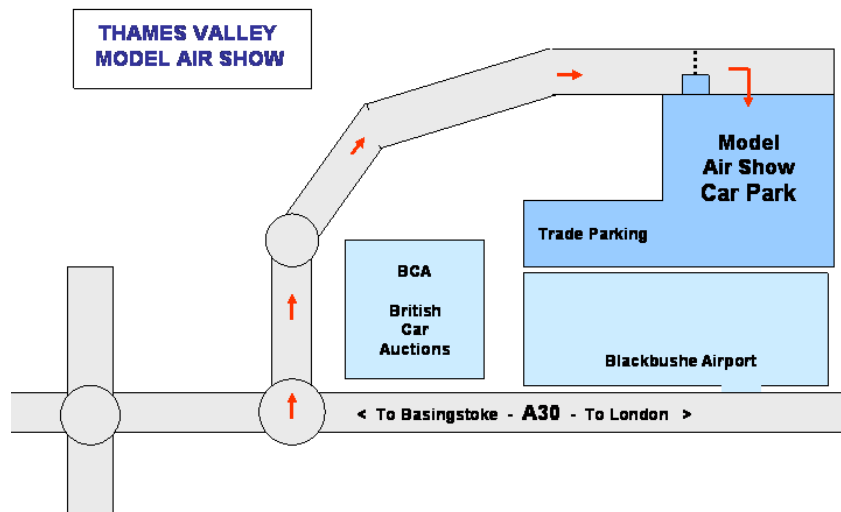 THAMES VALLEY
MODEL AIR SHOW
Model
Air Show
Car Park
Trade Parking
BCA
British
Car
Auctions
Blackbushe Airport
< To Basingstoke - A30 - To London >